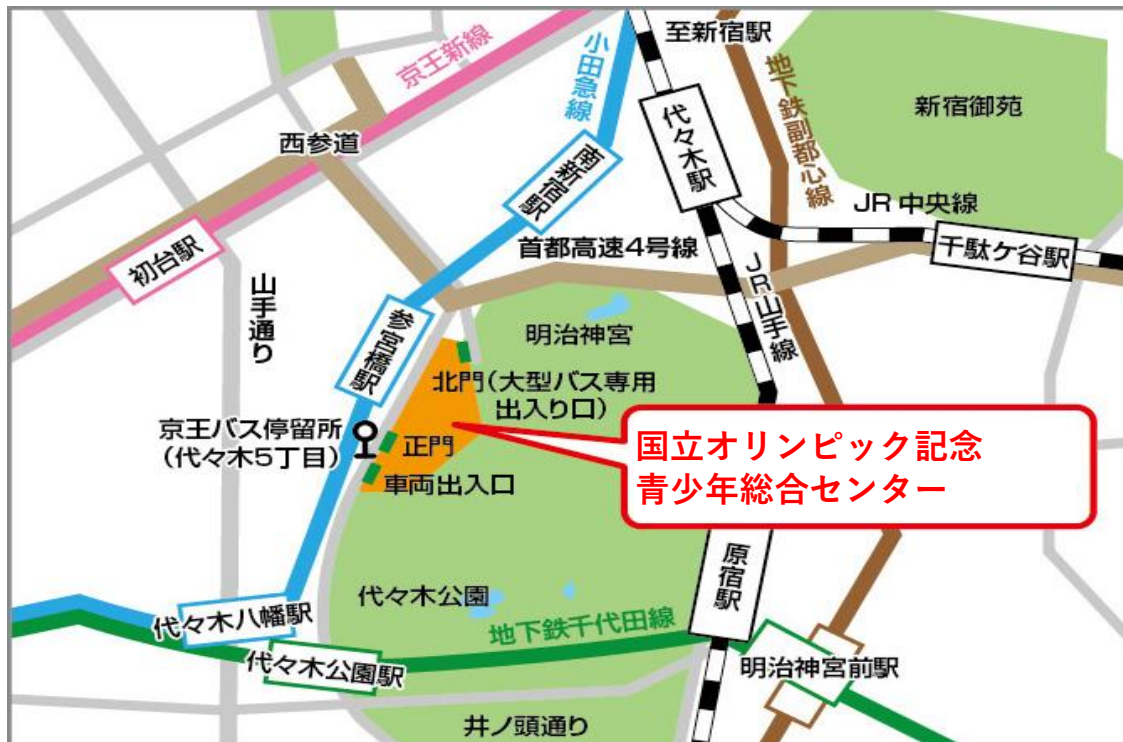 至新宿駅
小田急線
京王新線
地下鉄副都心線
新宿御苑
代々木駅
西参道
南新宿駅
JR中央線
千駄ケ谷駅
首都高速4号線
初台駅
山手通り
JR山手線
参宮橋駅
明治神宮
北門(大型バス専用
出入り口)
京王バス停留所
(代々木5丁目)
正門
車両出入口
国立オリンピック記念
青少年総合センター
原宿駅
代々木公園
代々木八幡駅
地下鉄千代田線
代々木公園駅
明治神宮前駅
井ノ頭通り